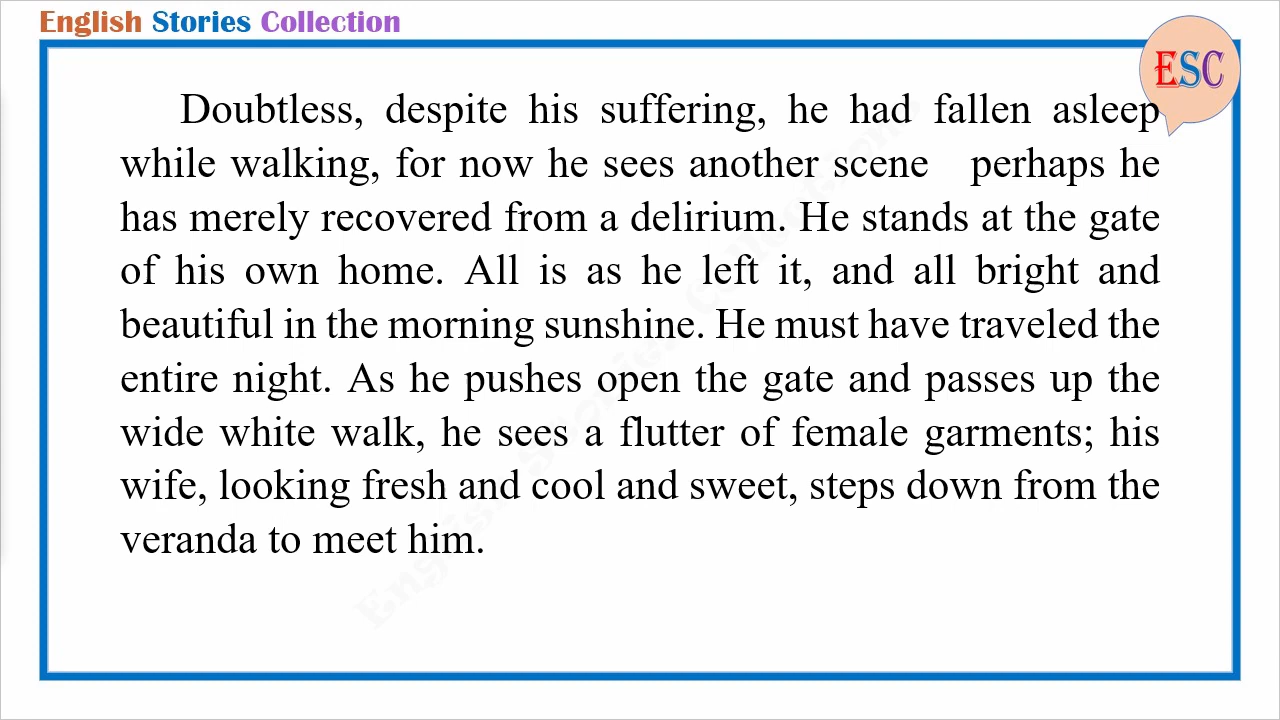 English Stories Collection
ESC
Doubtless, despite his suffering, he had fallen asleep
while walking, for now he sees another scene perhaps he
has merely recovered from a delirium. He stands at the gate
of his own home. All is as he left it, and all bright and
beautiful in the morning sunshine. He must have traveled the
entire night. As he pushes open the gate and passes up the
wide white walk, he sees a flutter of female garments; his
wife, looking fresh and cool and sweet, steps down from the
veranda to meet him.
English Stories Collection